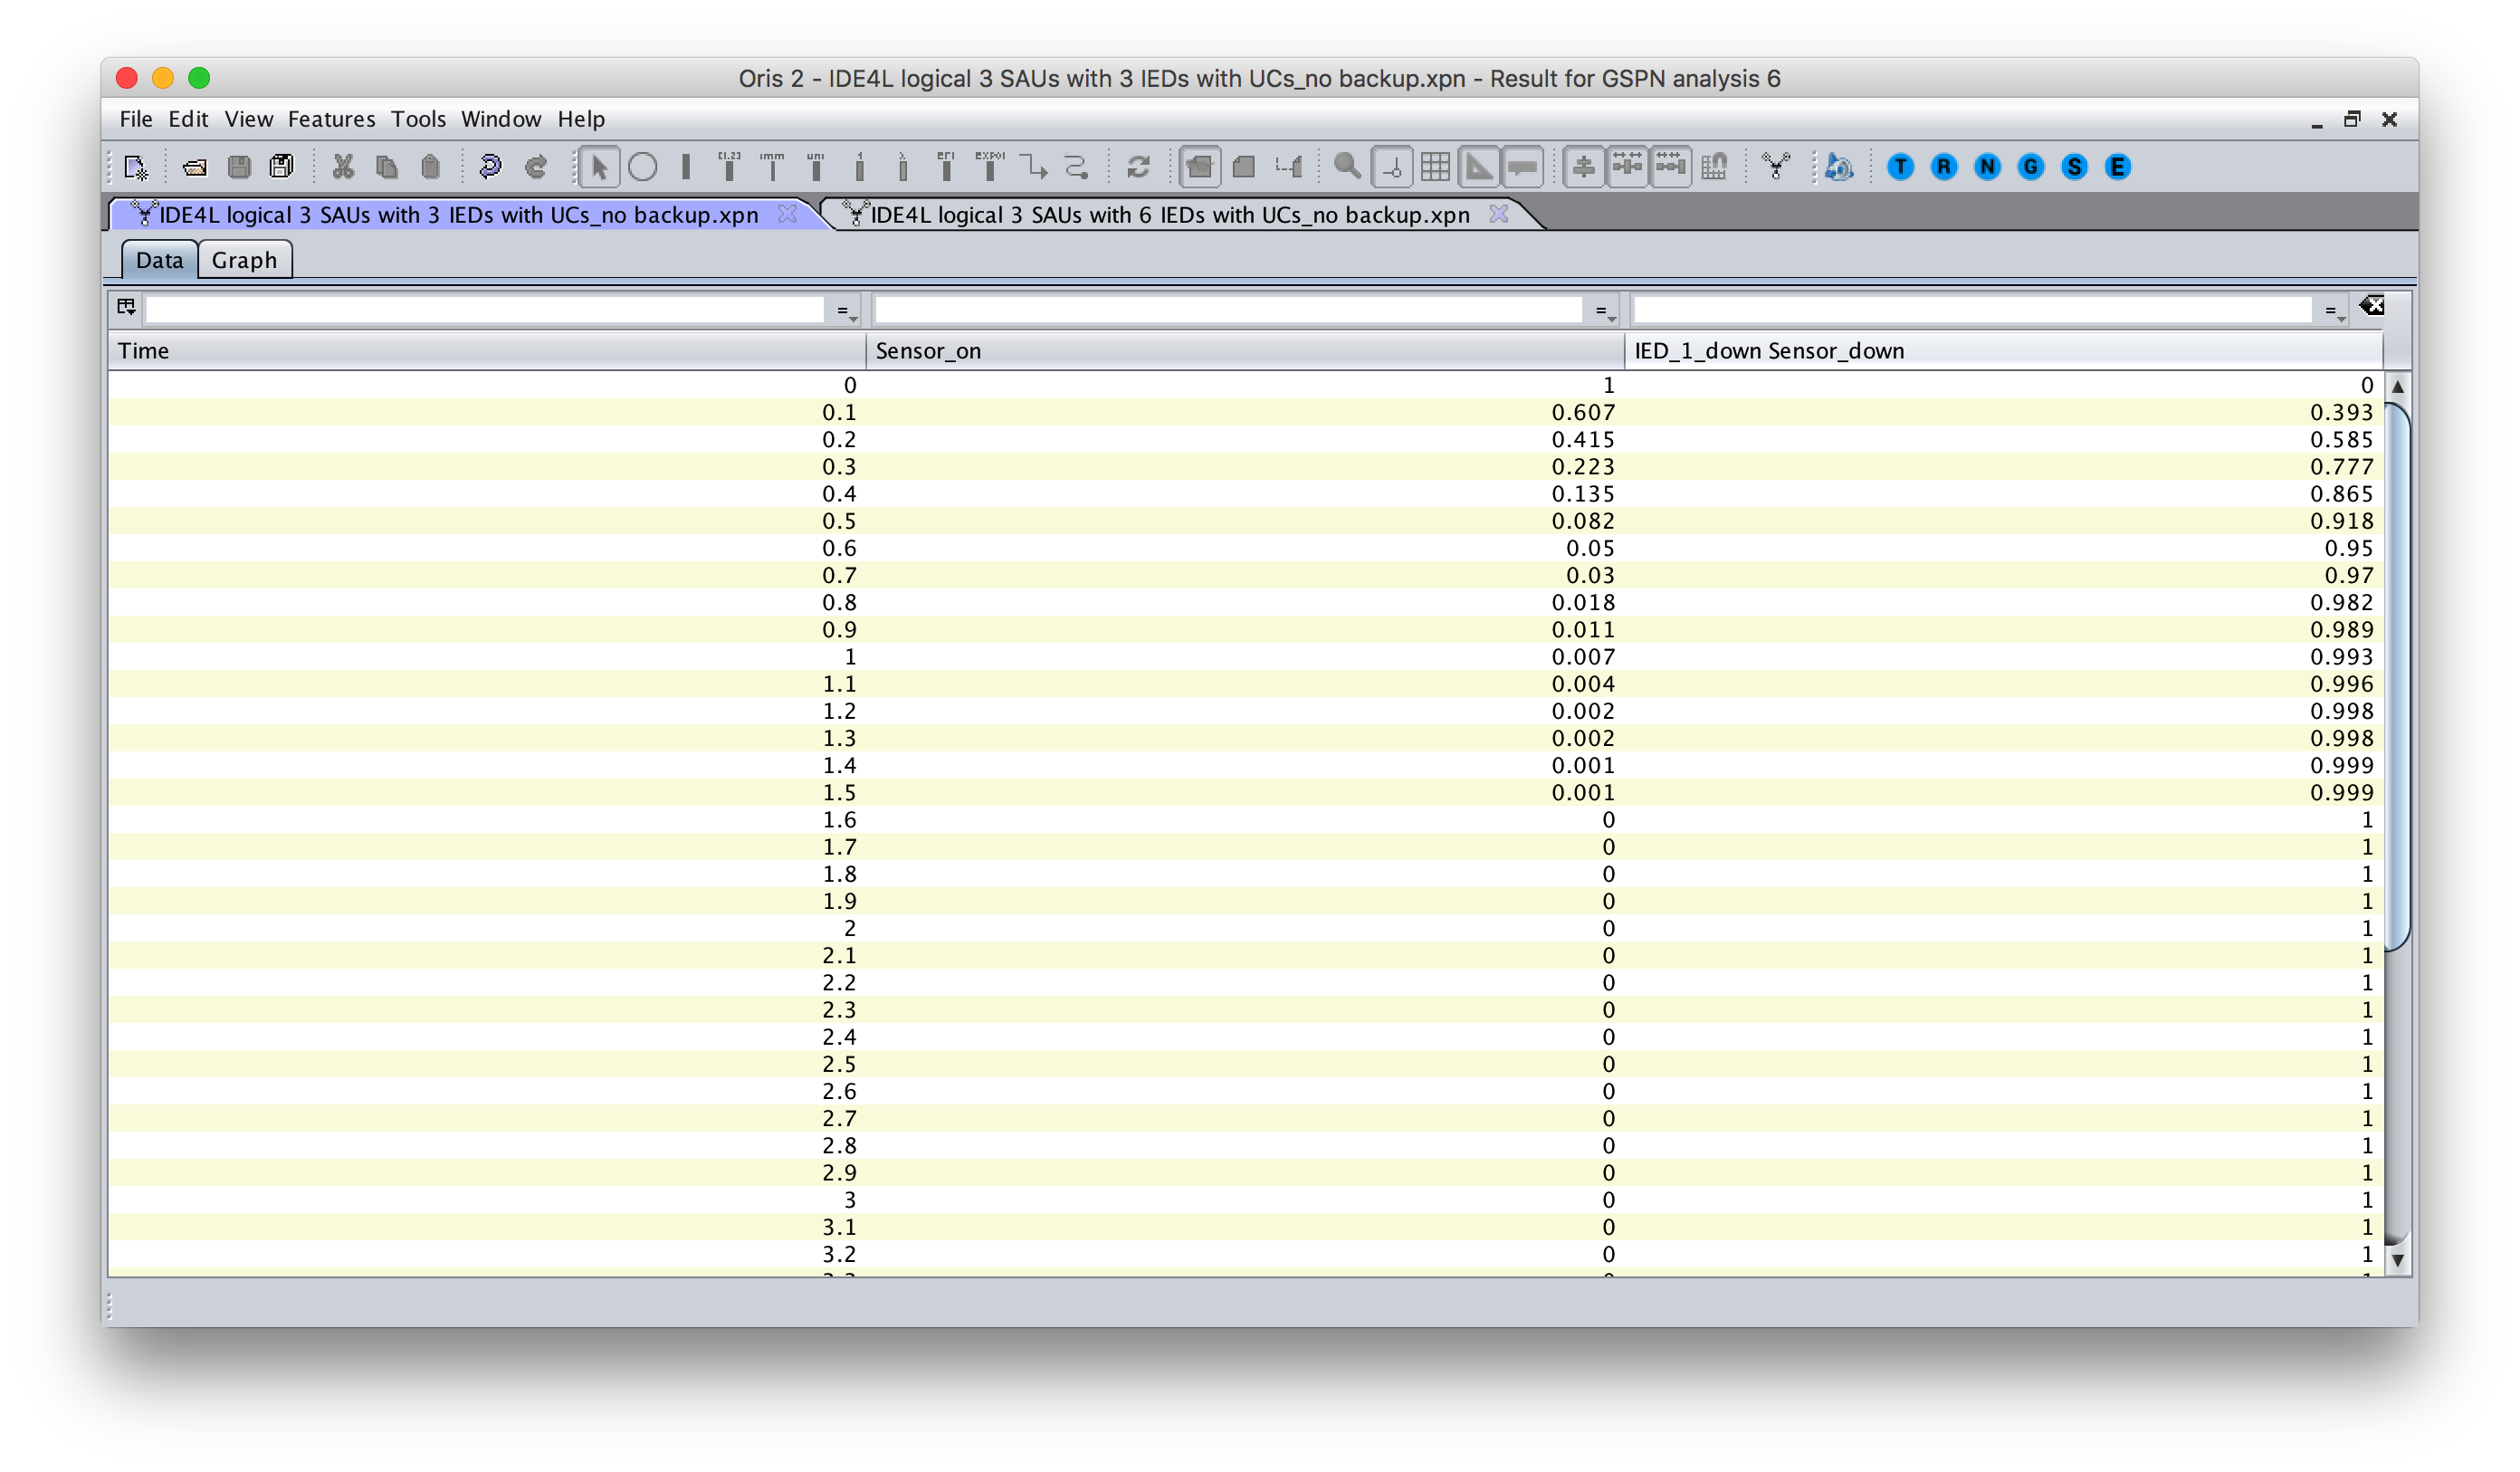 Oris 2 - IDE4L logical 3 SAUs with 3 IEDs with UCs_no backup.xpn - Result for GSPN analysis 6
File Edit View Features Tools Window Help
T R N G S E
IDE4L logical 3 SAUs with 3 IEDs with UCs_no backup.xpn IDE4L logical 3 SAUs with 6 IEDs with UCs_no backup.xpn
Data Graph
= = =
Time Sensor_on IED_1_down Sensor_down
0 1 0
0.1 0.607 0.393
0.2 0.415 0.585
0.3 0.223 0.777
0.4 0.135 0.865
0.5 0.082 0.918
0.6 0.05 0.95
0.7 0.03 0.97
0.8 0.018 0.982
0.9 0.011 0.989
1 0.007 0.993
1.1 0.004 0.996
1.2 0.002 0.998
1.3 0.002 0.998
1.4 0.001 0.999
1.5 0.001 0.999
1.6 0 1
1.7 0 1
1.8 0 1
1.9 0 1
2 0 1
2.1 0 1
2.2 0 1
2.3 0 1
2.4 0 1
2.5 0 1
2.6 0 1
2.7 0 1
2.8 0 1
2.9 0 1
3 0 1
3.1 0 1
3.2 0 1